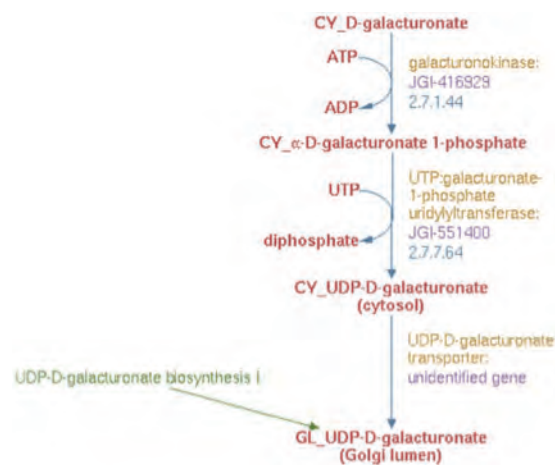 CY_D-galacturonate
ATP
galacturonokinase:
JGI-416929
ADP
2.7.1.44
CY_α-D-galacturonate 1-phosphate
UTP:galacturonate-
1-phosphate
UTP
uridylyltransferase:
JGI-551400
diphosphate
2.7.7.64
CY_UDP-D-galacturonate
(cytosol)
UDP-D-galacturonate
transporter:
UDP-D-galacturonate biosynthesis I
unidentified gene
GL_UDP-D-galacturonate
(Golgi lumen)